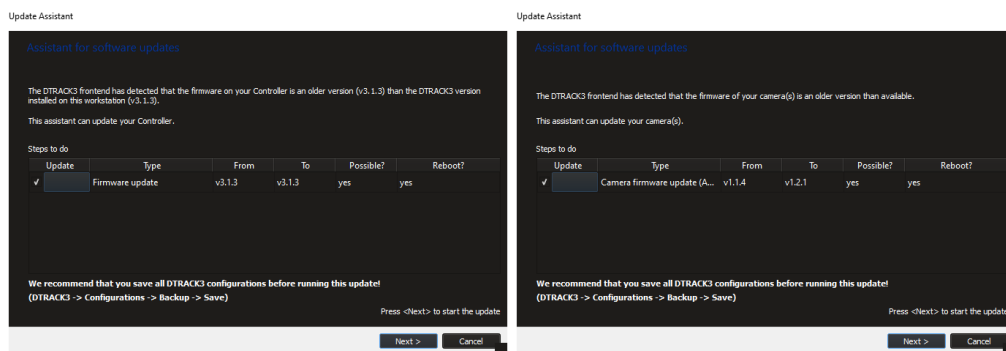 Update Assistant
Assistant for software updates
The DTRACK3 frontend has detected that the firmware on your Controller is an older version (v3.1.3) than the DTRACK3 version
installed on this workstation (v3.1.3).
This assistant can update your Controller.
Steps to do
Update Type From To Possible? Reboot?
✓ Firmware update v3.1.3 v3.1.3 yes yes
We recommend that you save all DTRACK3 configurations before running this update!
(DTRACK3 -> Configurations -> Backup -> Save)
Press <Next> to start the update
Next > Cancel
Update Assistant
Assistant for software updates
The DTRACK3 frontend has detected that the firmware of your camera(s) is an older version than available.
This assistant can update your camera(s).
Steps to do
Update Type From To Possible? Reboot?
✓ Camera firmware update (A... v1.1.4 v1.2.1 yes yes
We recommend that you save all DTRACK3 configurations before running this update!
(DTRACK3 -> Configurations -> Backup -> Save)
Press <Next> to start the update
Next > Cancel